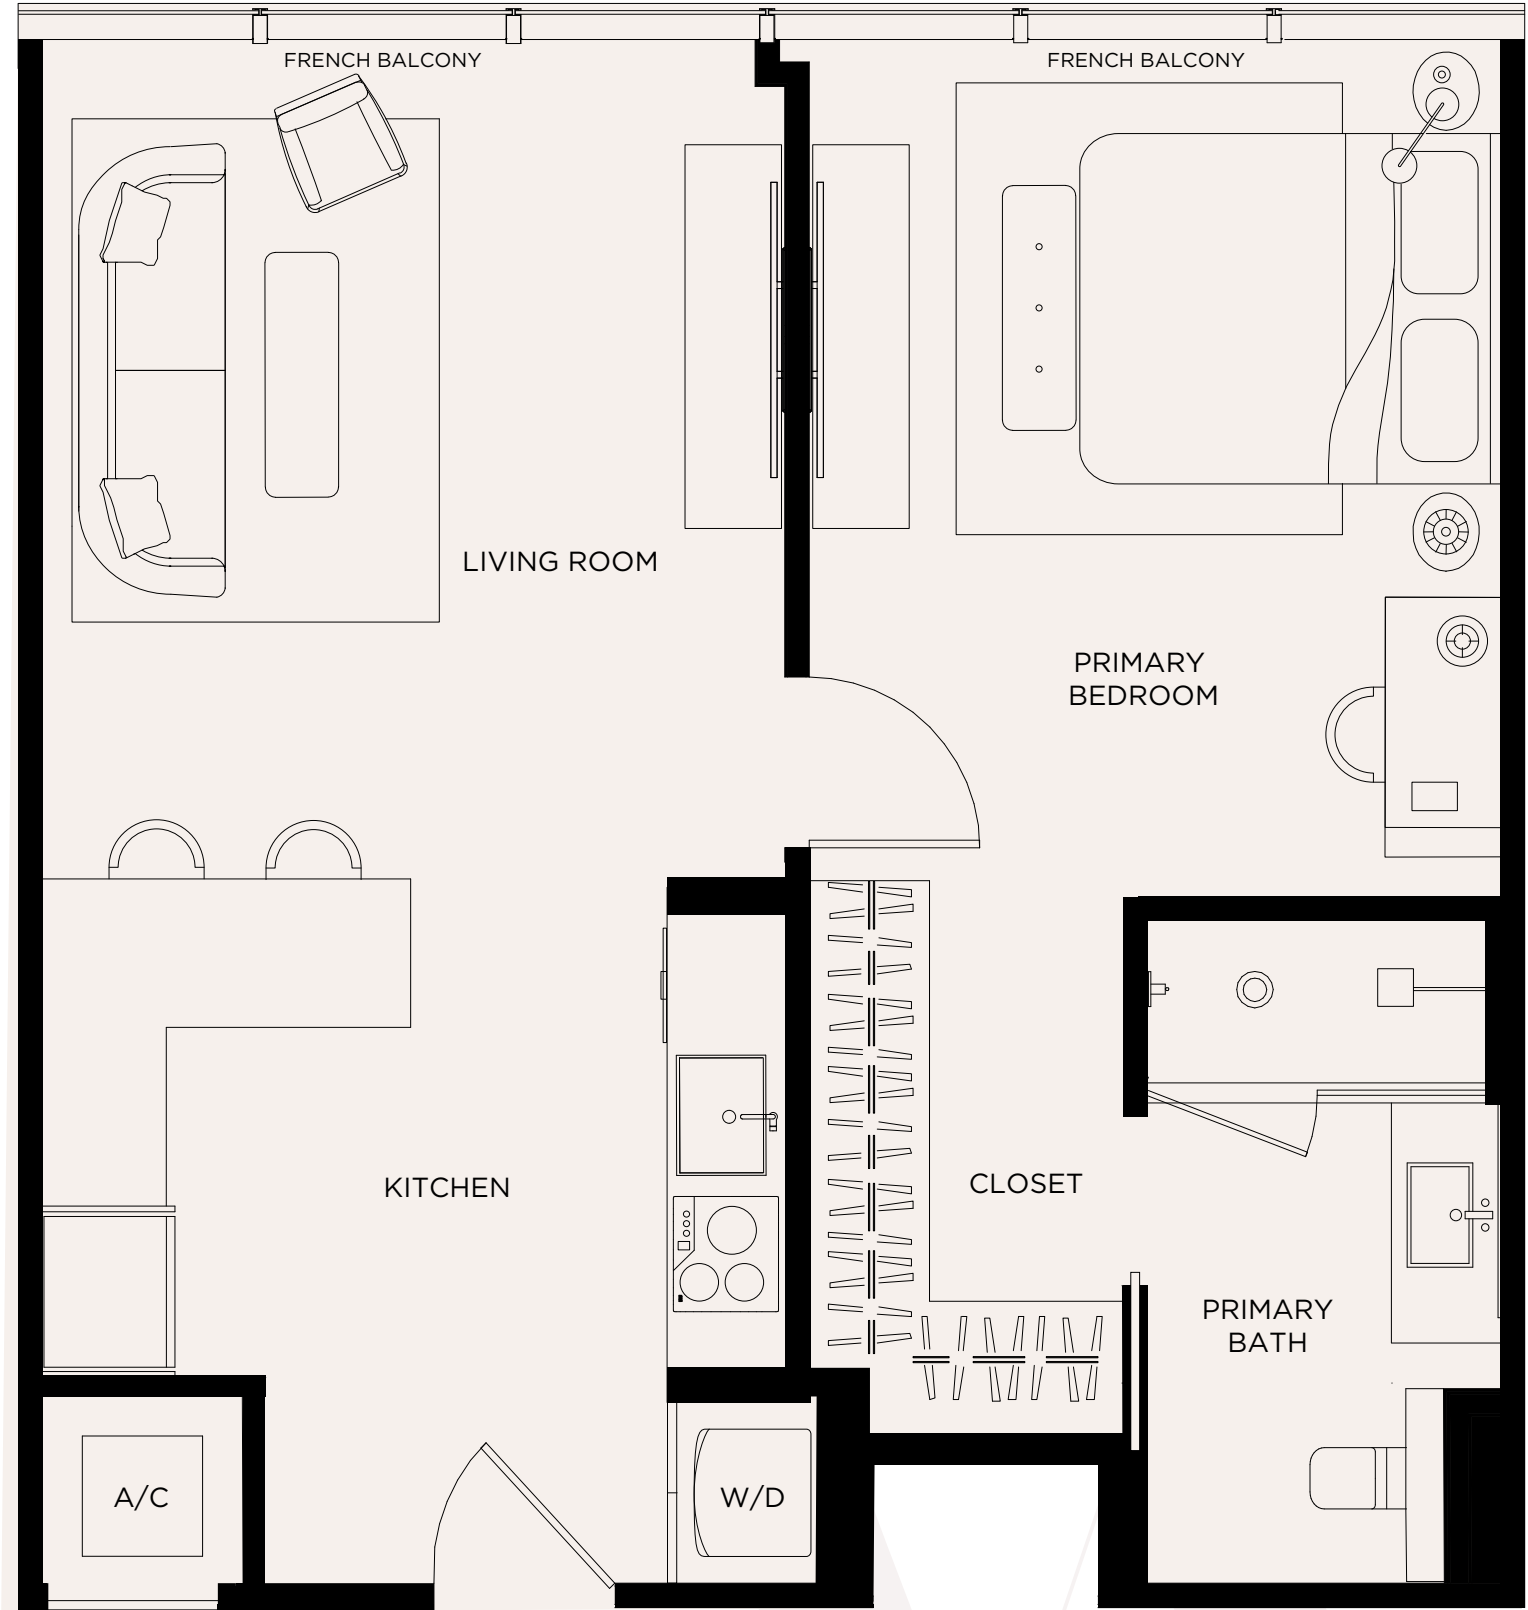 FRENCH BALCONY
FRENCH BALCONY
LIVING ROOM
PRIMARY
BEDROOM
KITCHEN
CLOSET
PRIMARY
BATH
A/C
W/D